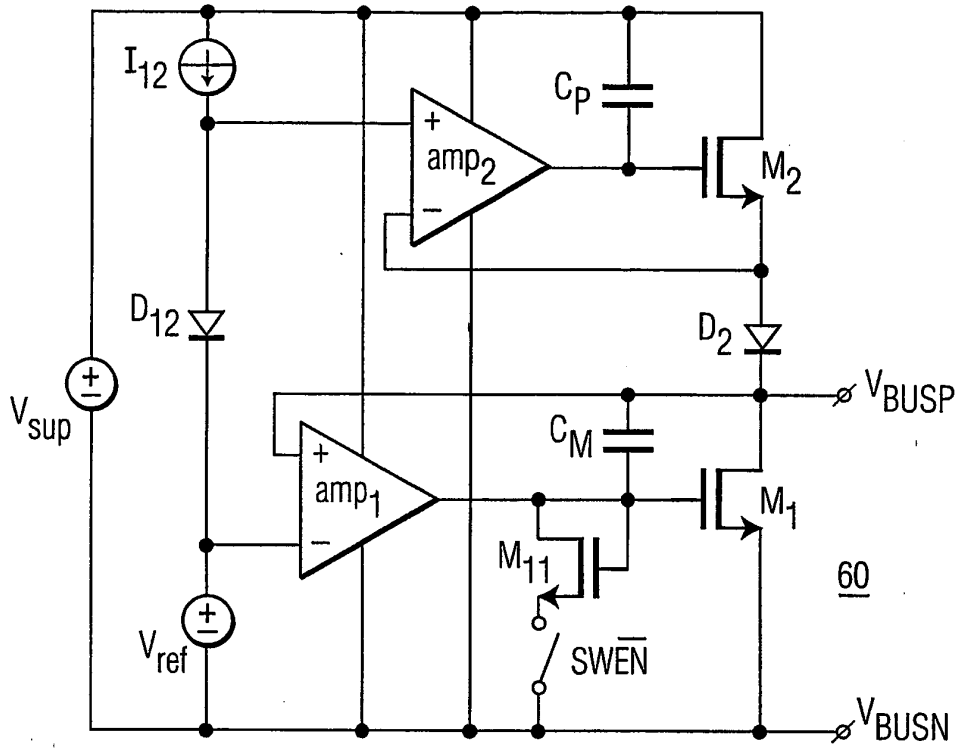 I12
CP
+
amp2
−
M2
D12
D2
+
−
Vsup
VBUSP
CM
+
amp1
−
M1
M11
60
+
−
Vref
SWEN̅
VBUSN